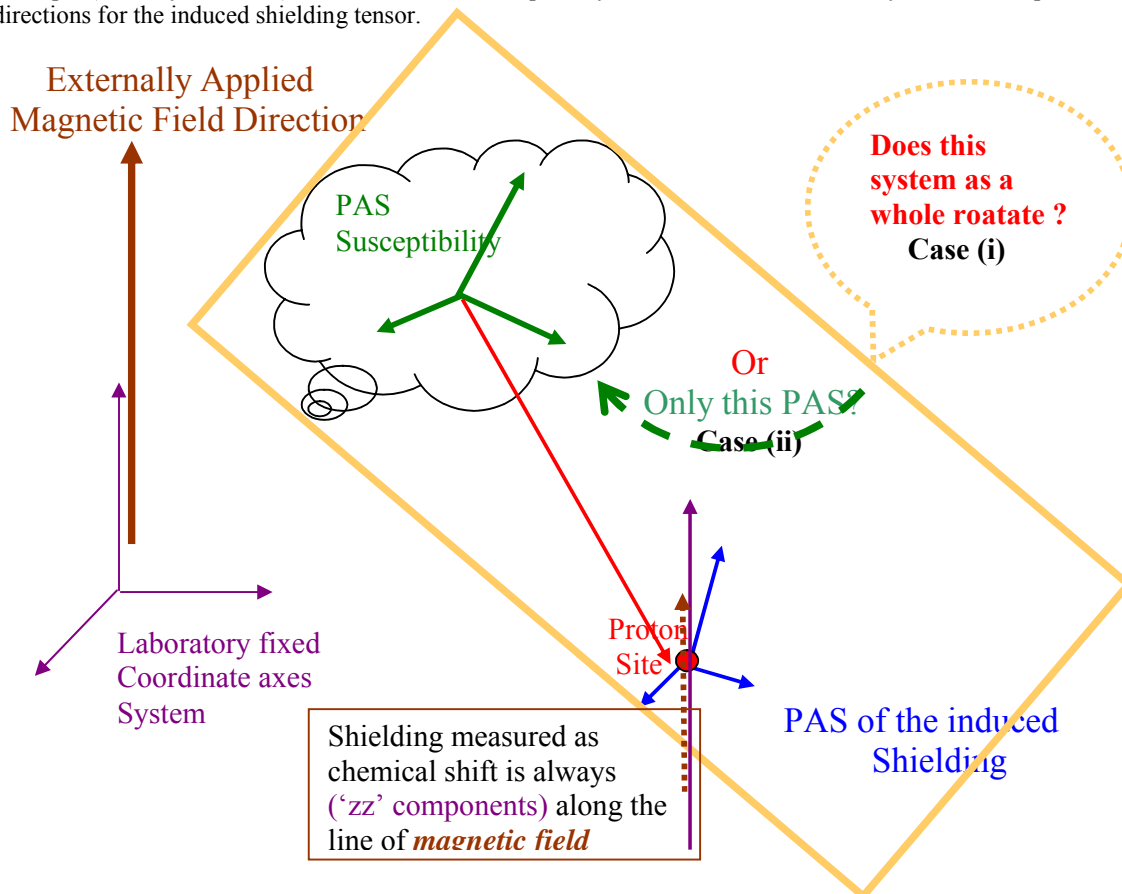 directions for the induced shielding tensor.
Externally Applied
Magnetic Field Direction
Does this
system as a
whole roatate ?
Case (i)
PAS
Susceptibility
Or
Only this PAS?
Case (ii)
Proton
Site
Laboratory fixed
Coordinate axes
System
PAS of the induced
Shielding
Shielding measured as
chemical shift is always
(‘zz’ components) along the
line of magnetic field